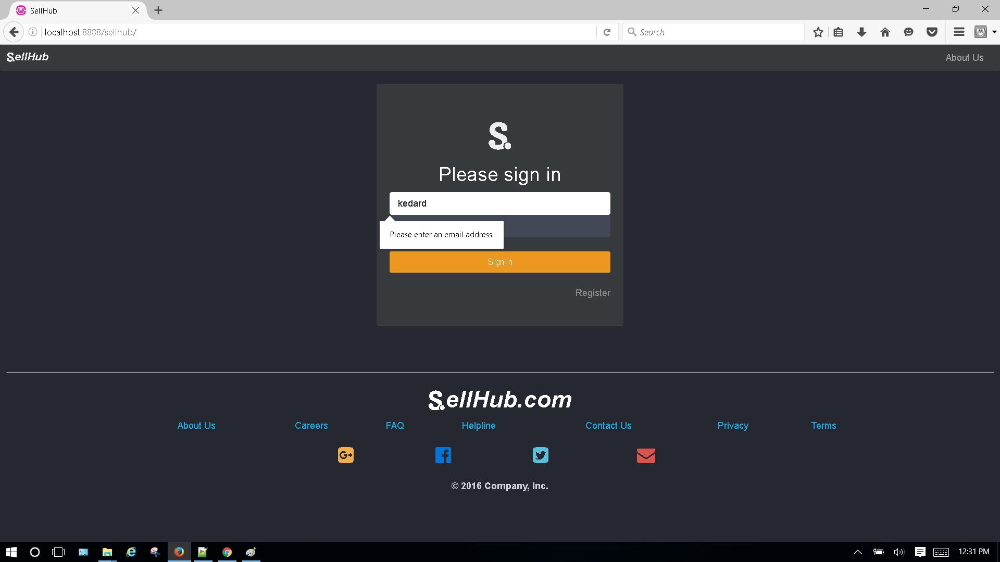 SellHub
localhost:8888/sellhub/
Search
SellHub
About Us
S.
Please sign in
kedard
Please enter an email address.
Sign in
Register
SellHub.com
About Us Careers FAQ Helpline Contact Us Privacy Terms
G+
© 2016 Company, Inc.
12:31 PM